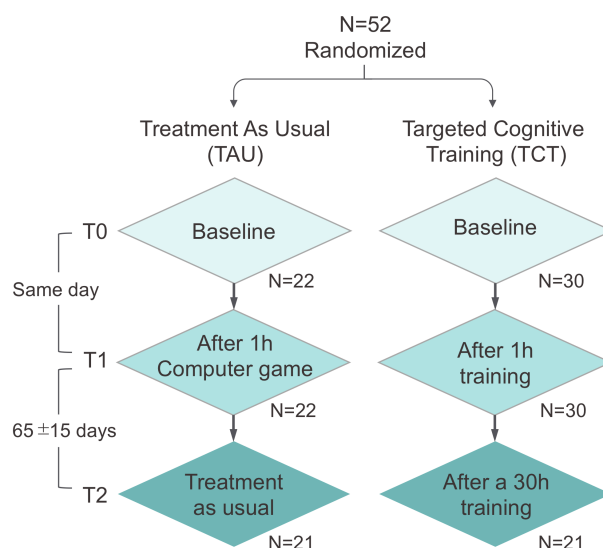 N=52
Randomized
Treatment As Usual
(TAU)
Targeted Cognitive
Training (TCT)
T0
Baseline
Baseline
N=22
N=30
Same day
T1
After 1h
Computer game
After 1h
training
N=22
N=30
65 ±15 days
T2
Treatment
as usual
After a 30h
training
N=21
N=21